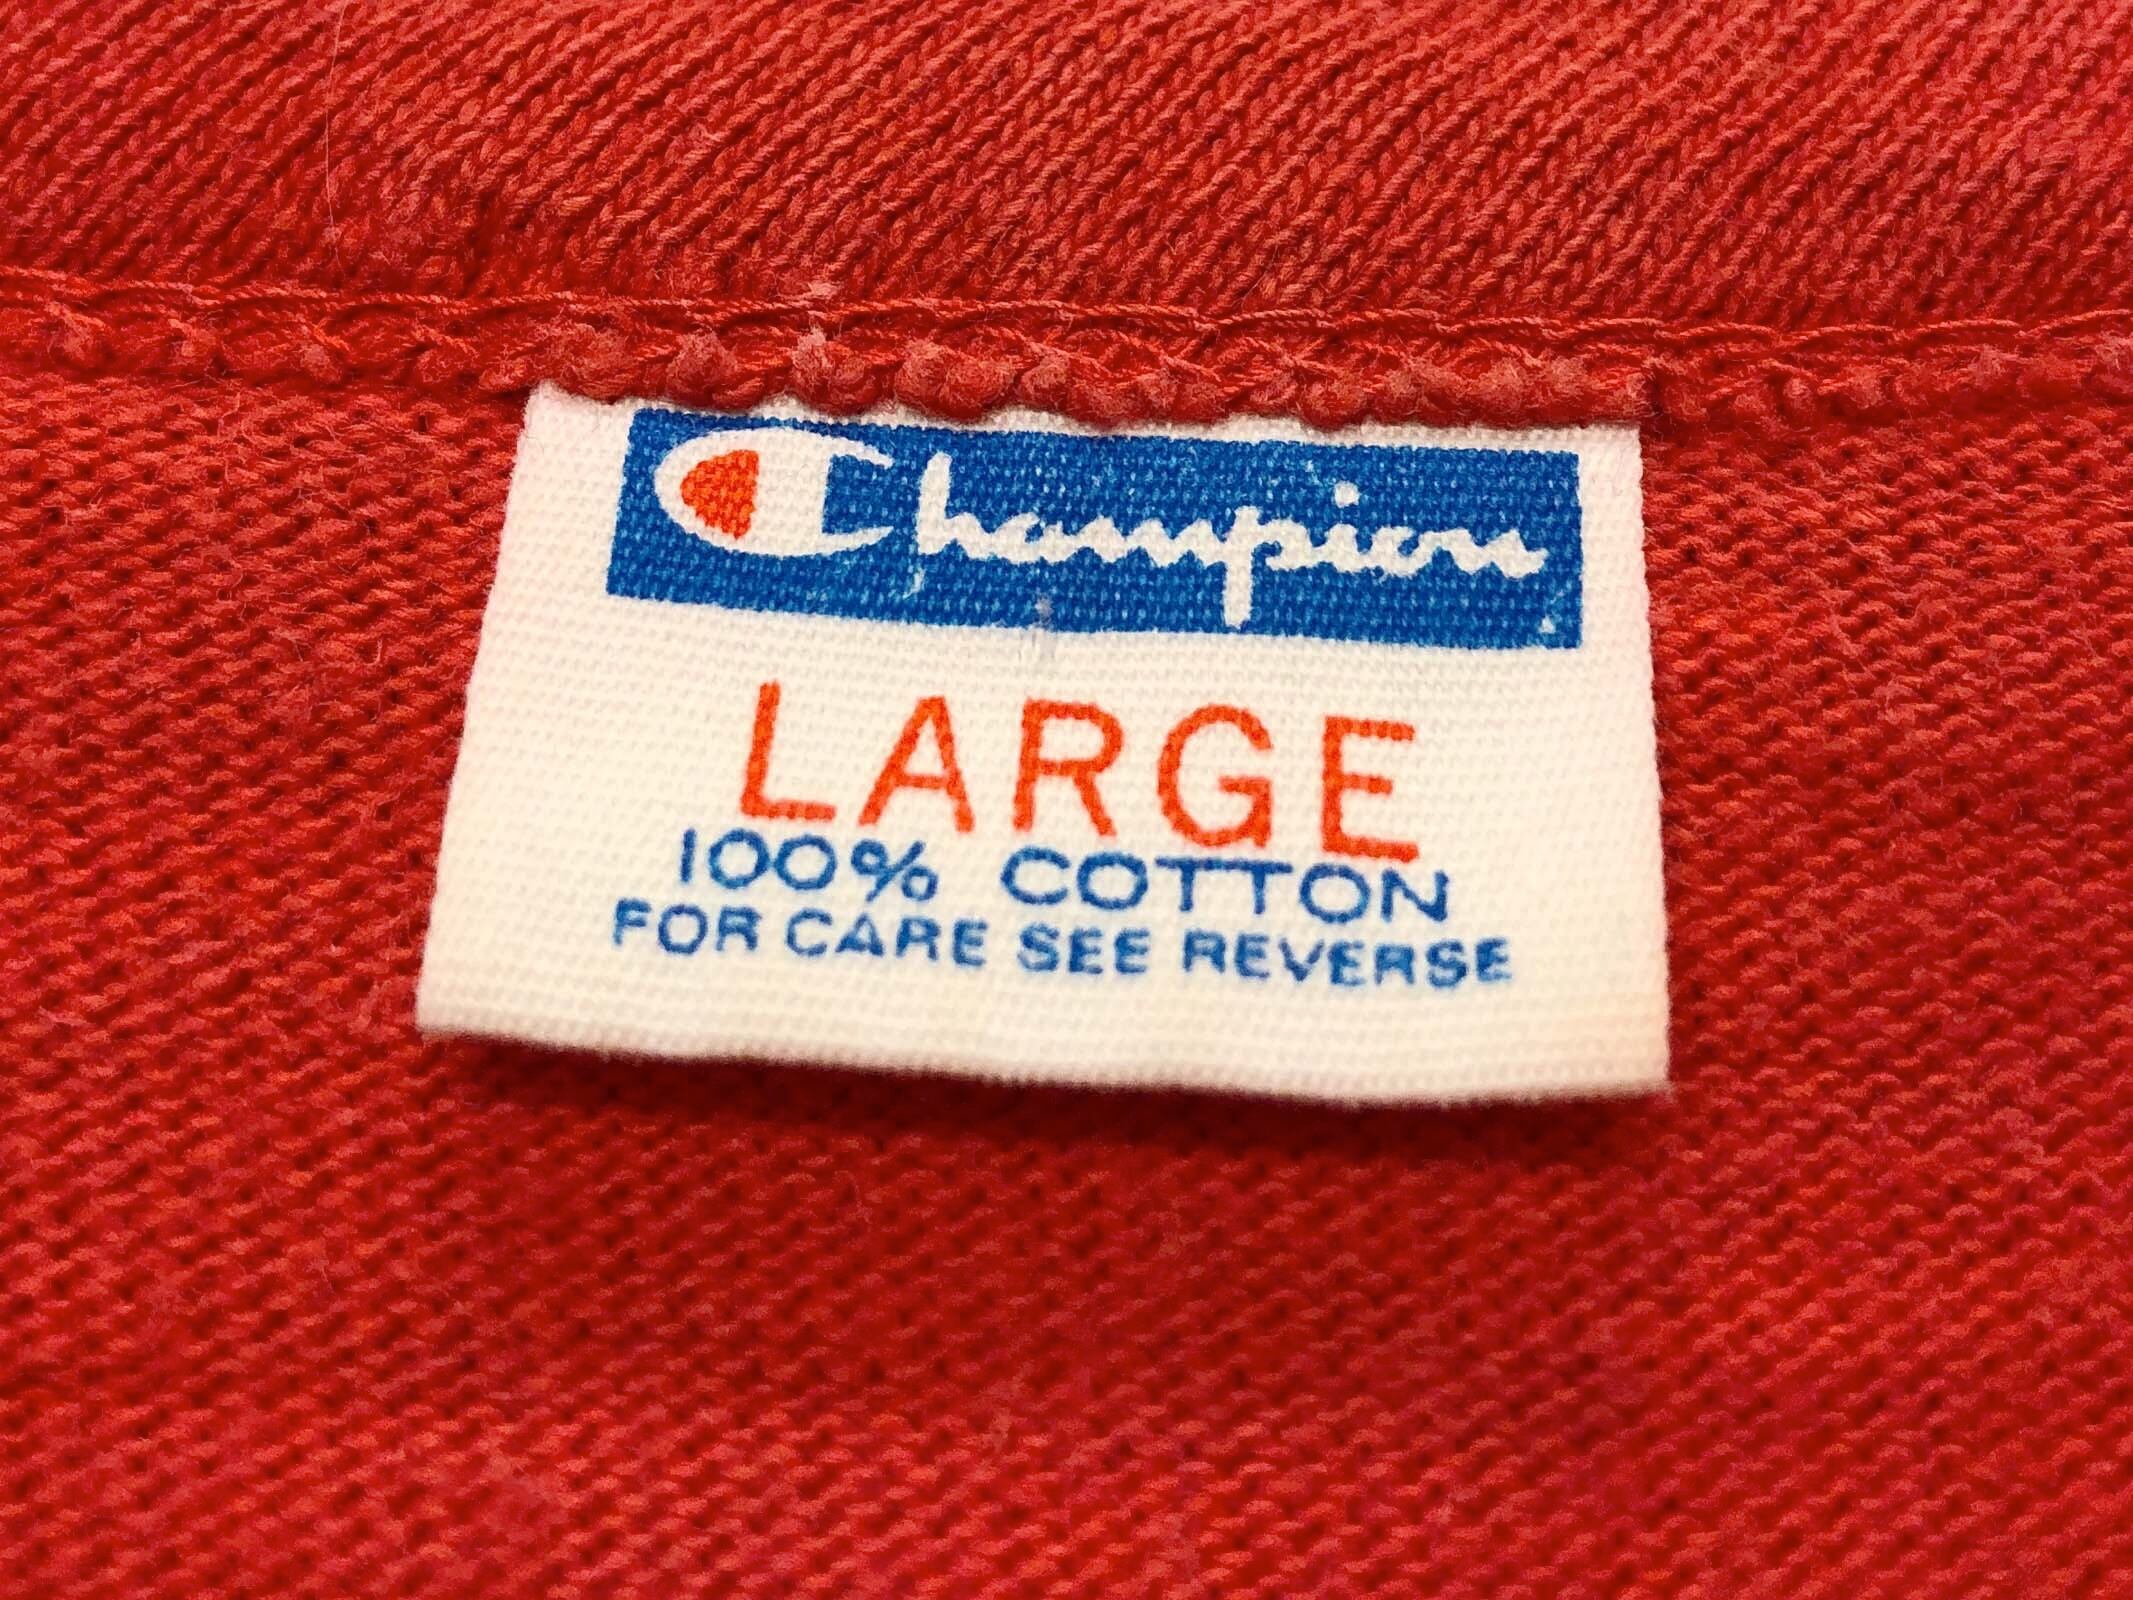 Champion
LARGE
100% COTTON
FOR CARE SEE REVERSE